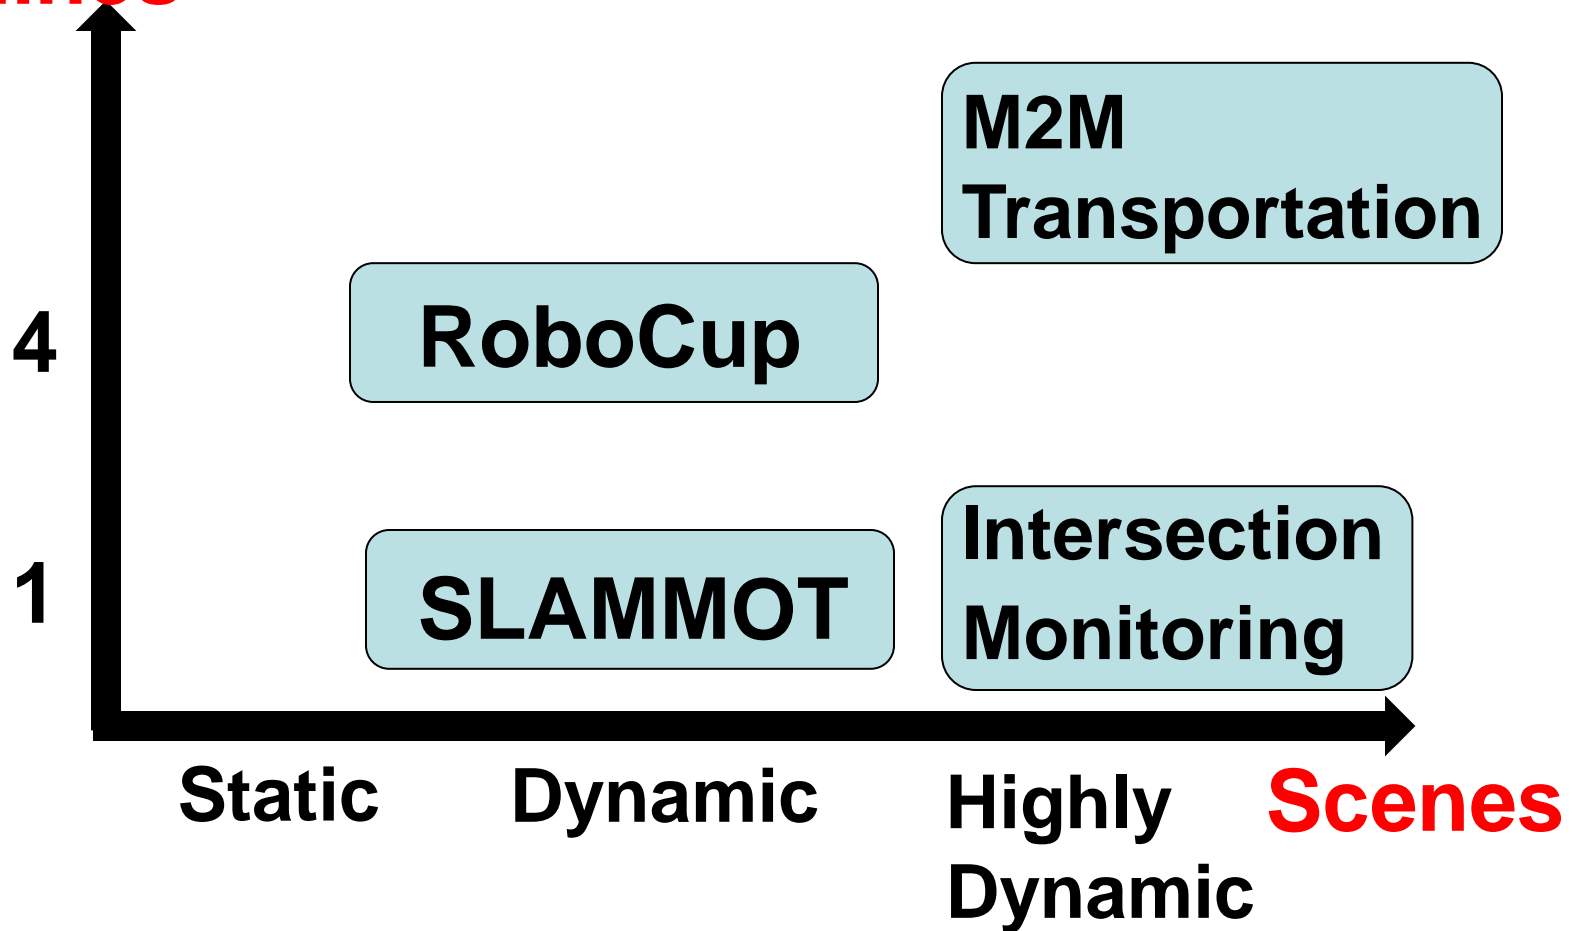 M2M
Transportation
4
RoboCup
Intersection
Monitoring
1
SLAMMOT
Static
Dynamic
Highly
Dynamic
Scenes